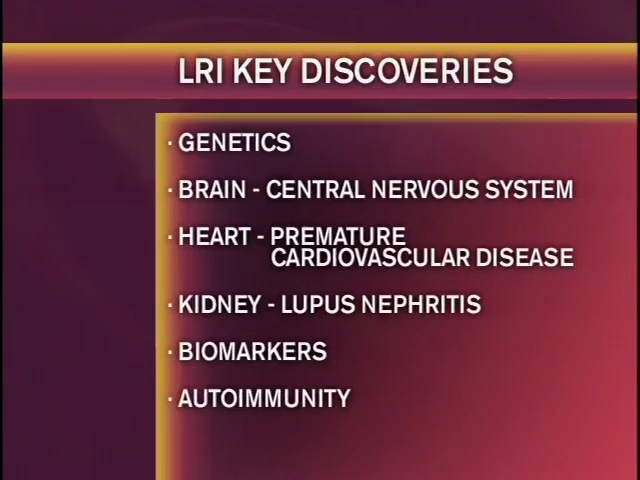 LRI KEY DISCOVERIES
· GENETICS
· BRAIN - CENTRAL NERVOUS SYSTEM
· HEART - PREMATURE
CARDIOVASCULAR DISEASE
· KIDNEY - LUPUS NEPHRITIS
· BIOMARKERS
· AUTOIMMUNITY